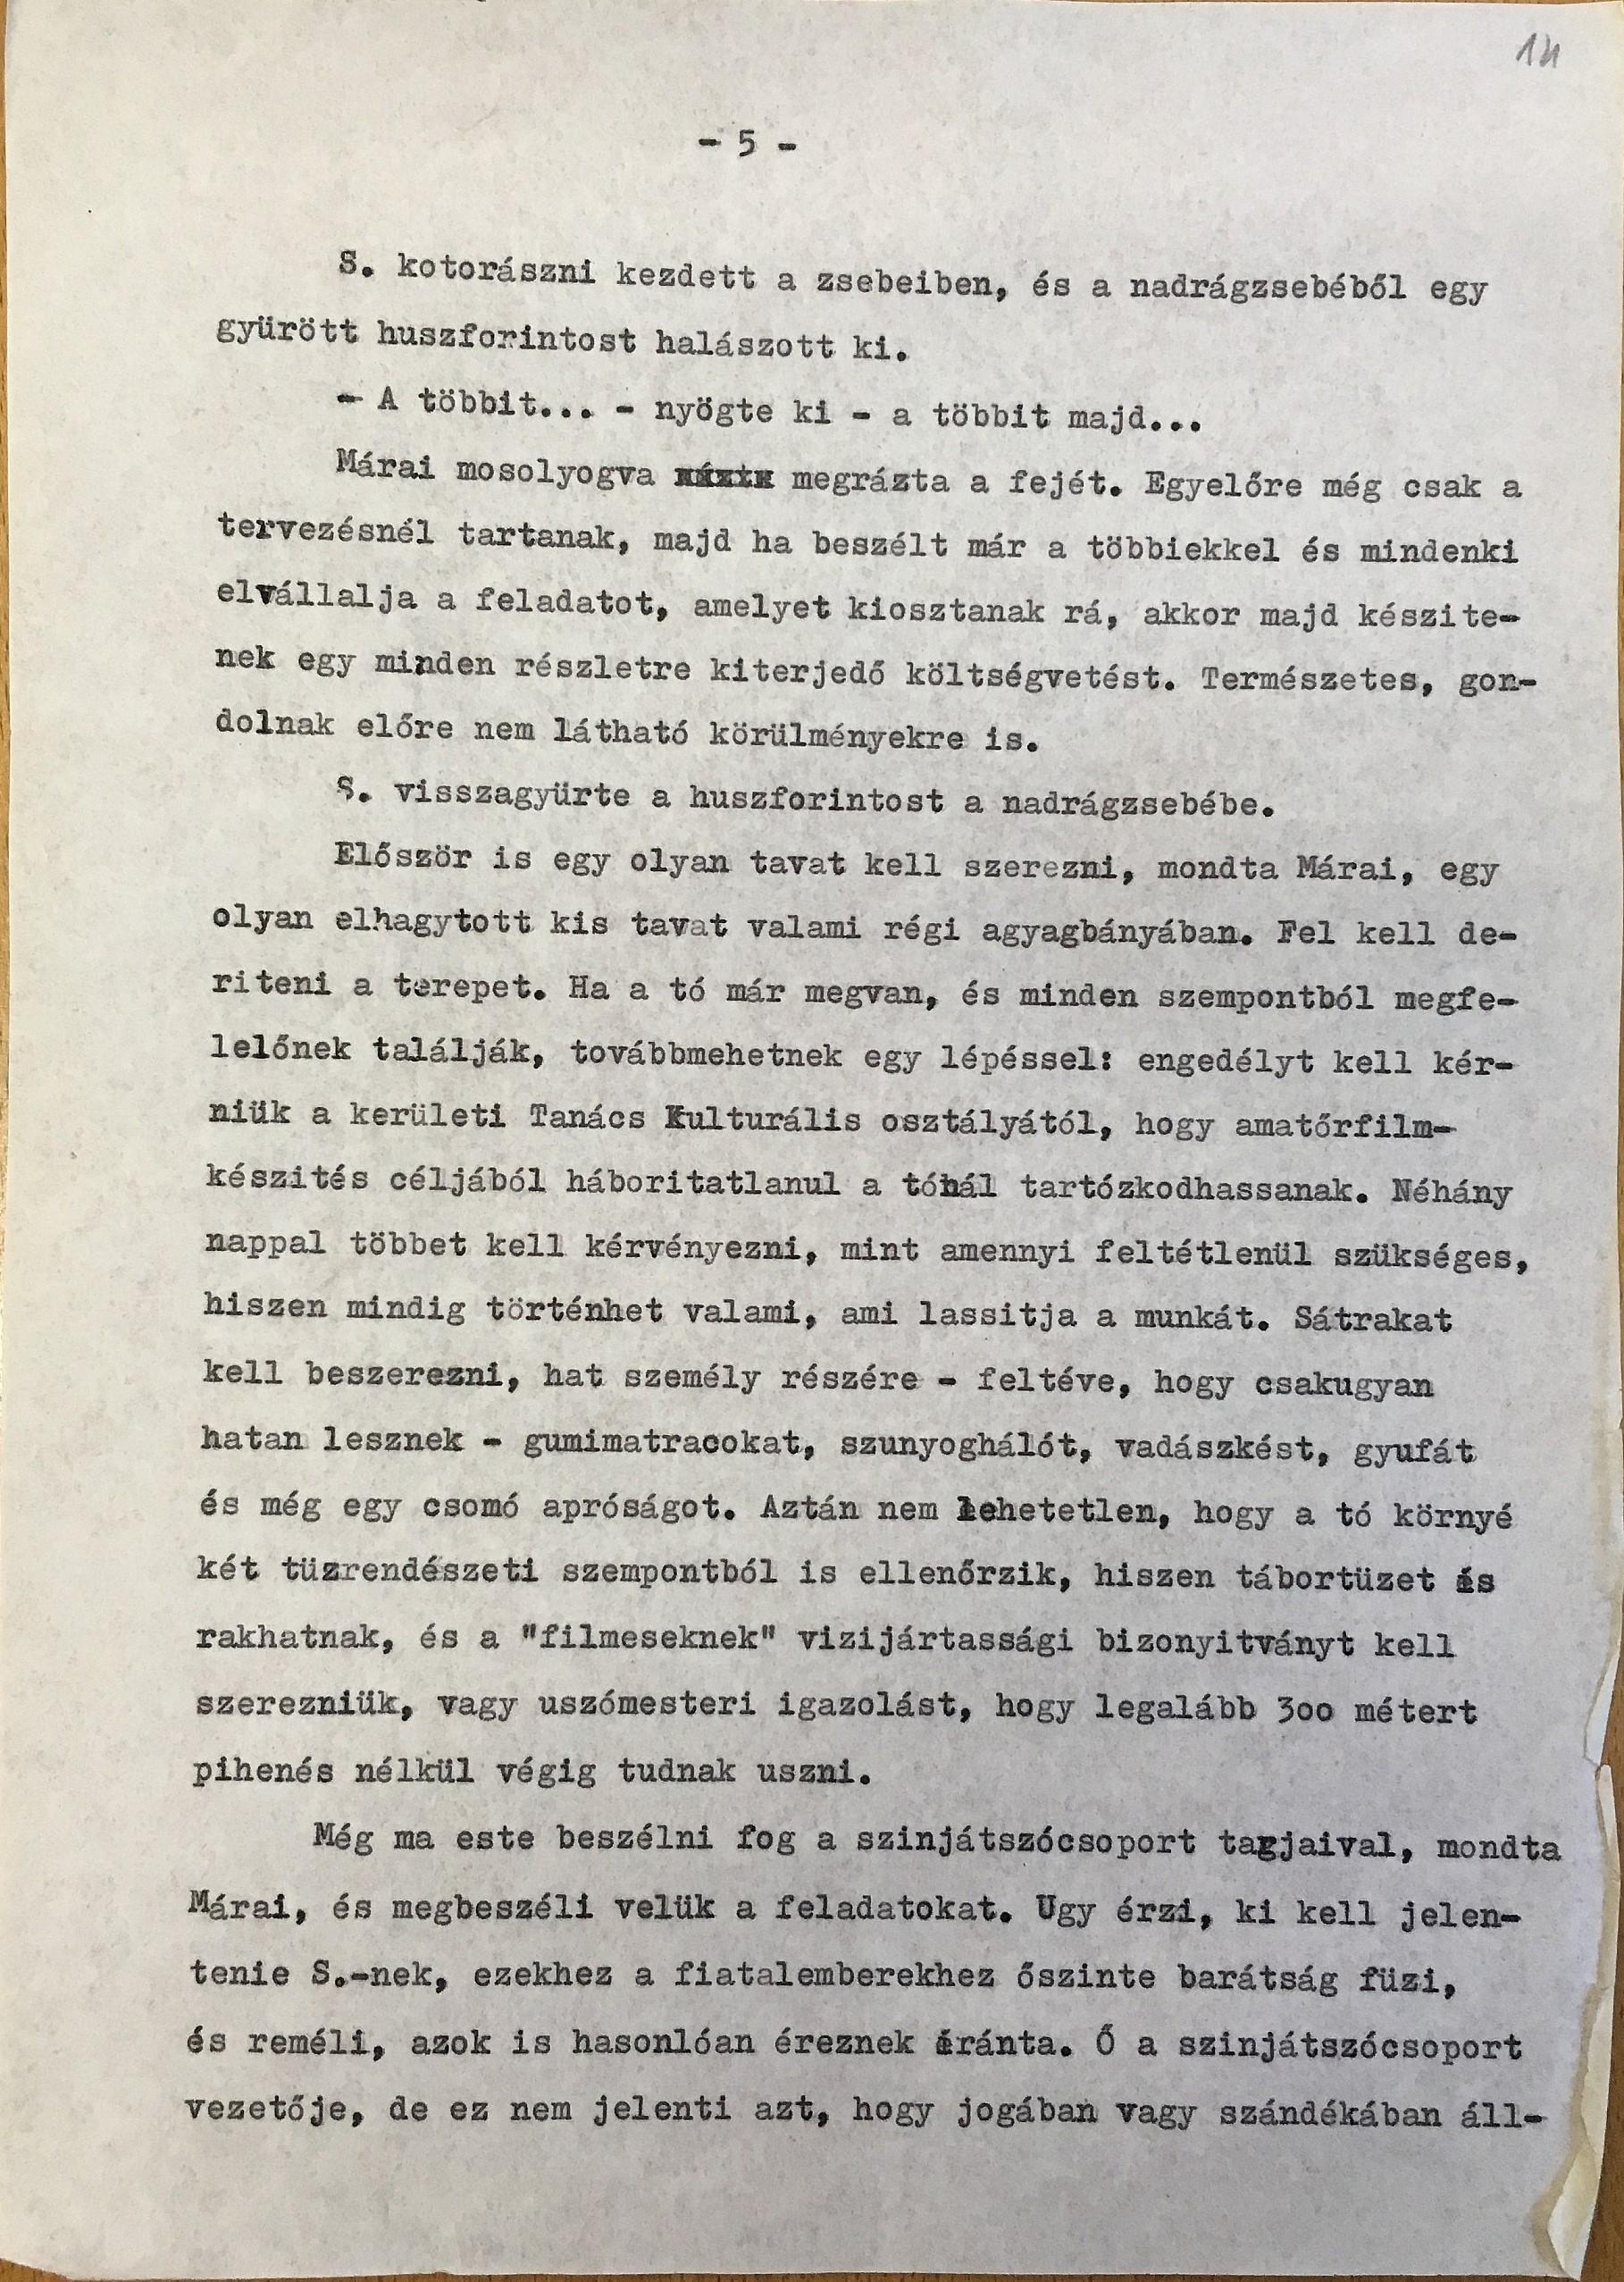 14
- 5 -
S. kotorászni kezdett a zsebeiben, és a nadrágzsebéből egy
gyürött huszforintost halászott ki.
- A többit... - nyögte ki - a többit majd...
Márai mosolyogva megrázta a fejét. Egyelőre még csak a
tervezésnél tartanak, majd ha beszélt már a többiekkel és mindenki
elvállalja a feladatot, amelyet kiosztanak rá, akkor majd készite-
nek egy minden részletre kiterjedő költségvetést. Természetes, gon-
dolnak előre nem látható körülményekre is.
S. visszagyürte a huszforintost a nadrágzsebébe.
Először is egy olyan tavat kell szerezni, mondta Márai, egy
olyan elhagytott kis tavat valami régi agyagbányában. Fel kell de-
riteni a terepet. Ha a tó már megvan, és minden szempontból megfe-
lelőnek találják, továbbmehetnek egy lépéssel: engedélyt kell kér-
niük a kerületi Tanács Kulturális osztályától, hogy amatőrfilm-
készités céljából háboritatlanul a tónál tartózkodhassanak. Néhány
nappal többet kell kérvényezni, mint amennyi feltétlenül szükséges,
hiszen mindig történhet valami, ami lassitja a munkát. Sátrakat
kell beszerezni, hat személy részére - feltéve, hogy csakugyan
hatan lesznek - gumimatracokat, szunyoghálót, vadászkést, gyufát
és még egy csomó apróságot. Aztán nem lehetetlen, hogy a tó környé
két tüzrendészeti szempontból is ellenőrzik, hiszen tábortüzet is
rakhatnak, és a "filmeseknek" vizijártassági bizonyitványt kell
szerezniük, vagy uszómesteri igazolást, hogy legalább 300 métert
pihenés nélkül végig tudnak uszni.
Még ma este beszélni fog a szinjátszócsoport tagjaival, mondta
Márai, és megbeszéli velük a feladatokat. Ugy érzi, ki kell jelen-
tenie S.-nek, ezekhez a fiatalemberekhez őszinte barátság füzi,
és reméli, azok is hasonlóan éreznek iránta. Ő a szinjátszócsoport
vezetője, de ez nem jelenti azt, hogy jogában vagy szándékában áll-